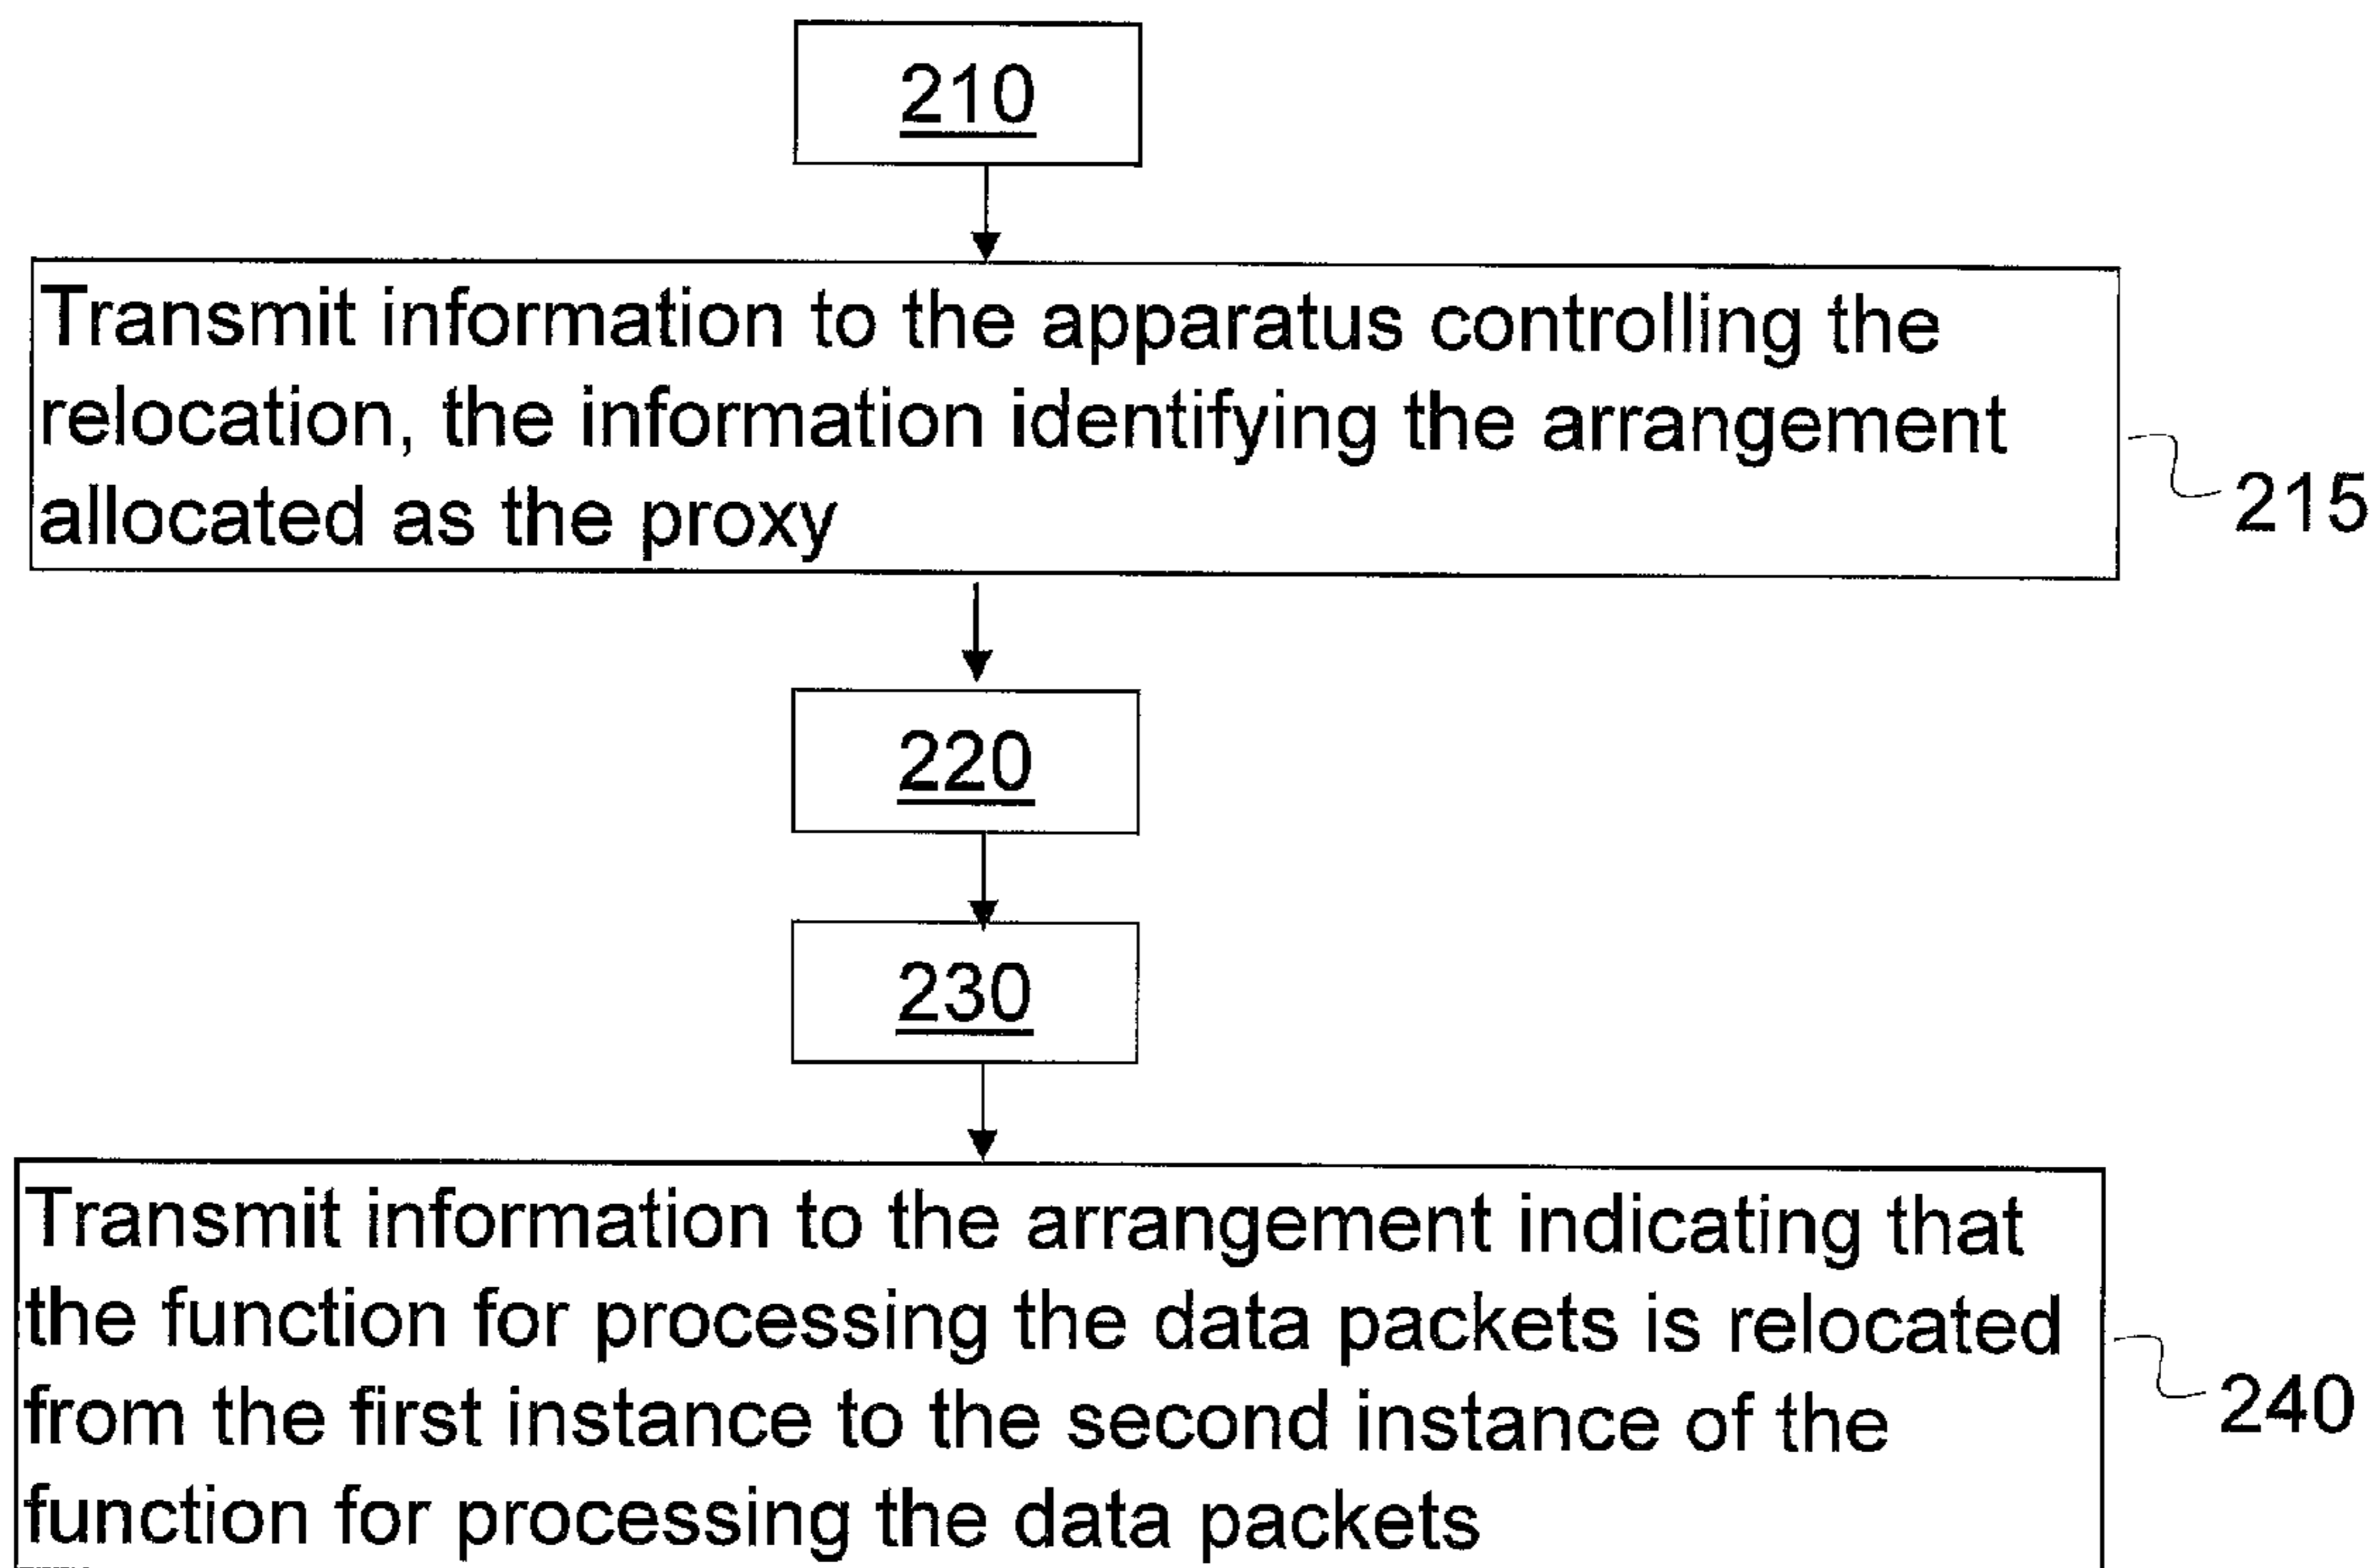 210
Transmit information to the apparatus controlling the
relocation, the information identifying the arrangement
allocated as the proxy
215
220
230
Transmit information to the arrangement indicating that
the function for processing the data packets is relocated
from the first instance to the second instance of the
function for processing the data packets
240